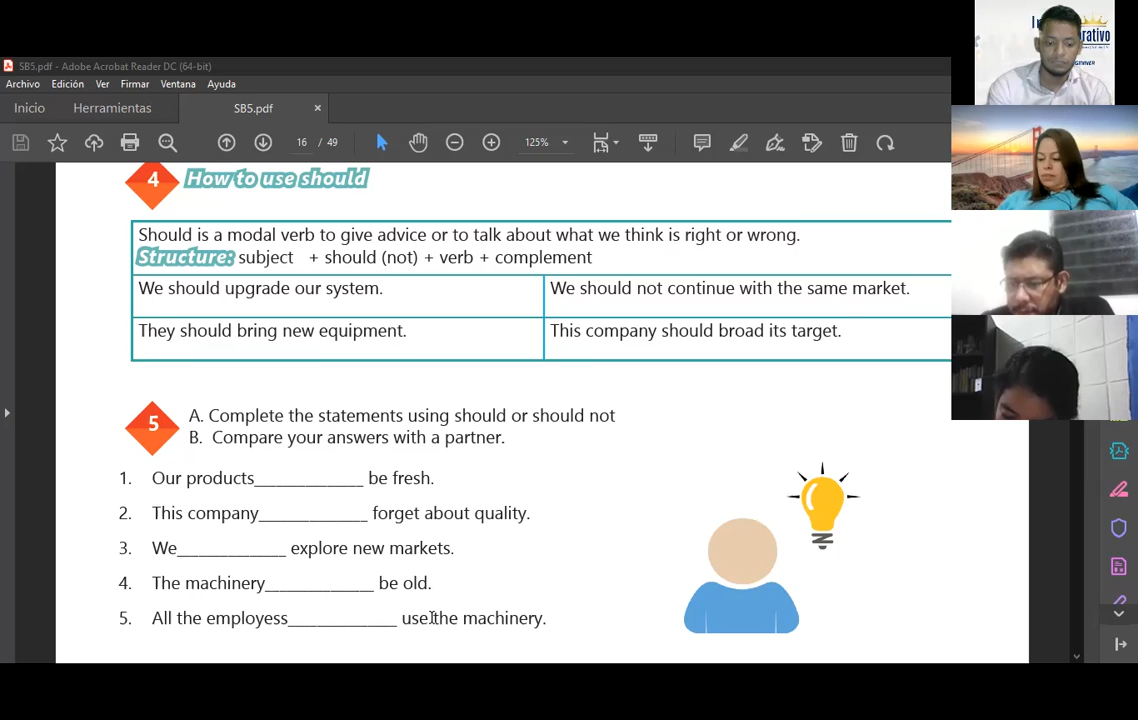 SB5.pdf - Adobe Acrobat Reader DC (64-bit)
Archivo Edición Ver Firmar Ventana Ayuda
Inicio Herramientas SB5.pdf ×
16 / 49 125%
4 How to use should
Should is a modal verb to give advice or to talk about what we think is right or wrong.
Structure: subject + should (not) + verb + complement
We should upgrade our system. We should not continue with the same market.
They should bring new equipment. This company should broad its target.
5 A. Complete the statements using should or should not
B. Compare your answers with a partner.
1. Our products____________ be fresh.
2. This company____________ forget about quality.
3. We____________ explore new markets.
4. The machinery____________ be old.
5. All the employess____________ use the machinery.